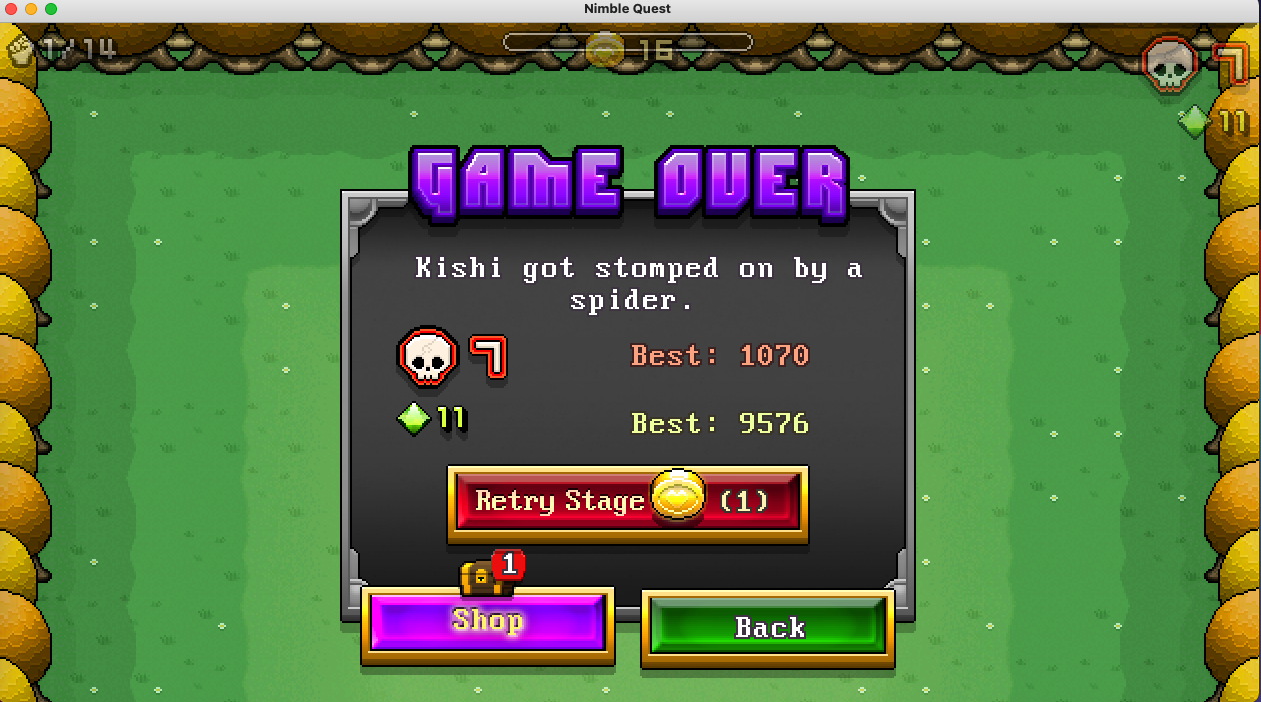 Nimble Quest
1/14
16
7
11
GAME OVER
Kishi got stomped on by a
spider.
7
Best: 1070
11
Best: 9576
Retry Stage (1)
1
Shop
Back